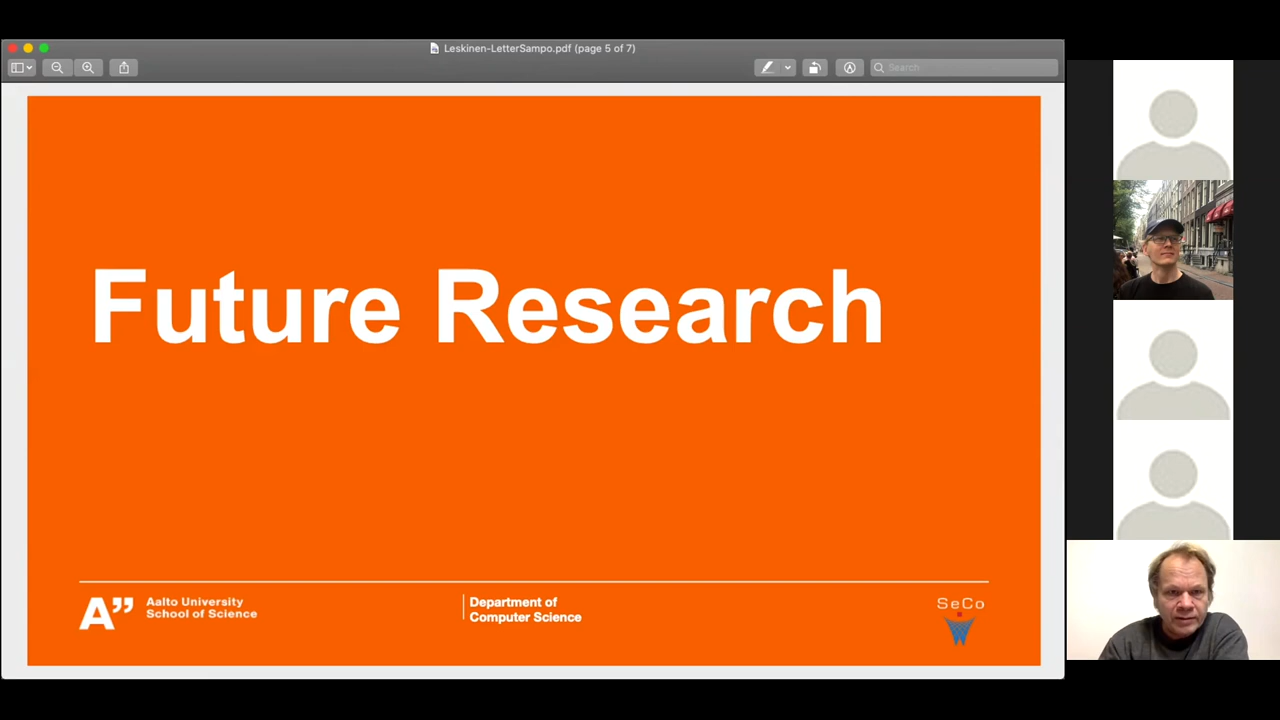 Leskinen-LetterSampo.pdf (page 5 of 7)
Search
Future Research
Aalto University
School of Science
Department of
Computer Science
SeCo
A”